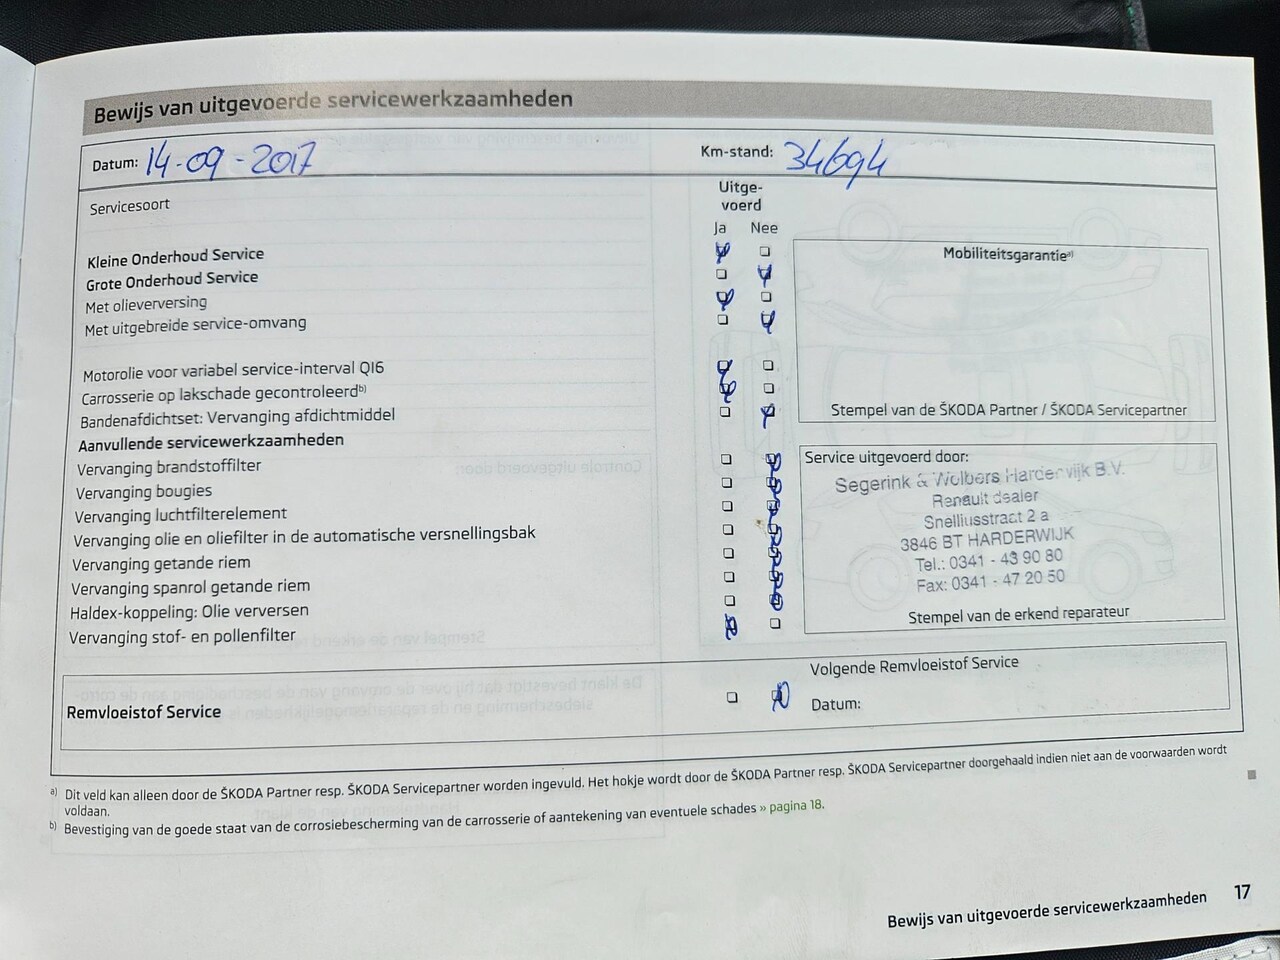 Bewijs van uitgevoerde servicewerkzaamheden
Datum: 14-09-2017
Km-stand: 34694
Servicesoort
Uitge-
voerd
Ja Nee
Kleine Onderhoud Service
Grote Onderhoud Service
Met olieverversing
Met uitgebreide service-omvang
Motorolie voor variabel service-interval QI6
Carrosserie op lakschade gecontroleerd b)
Bandenafdichtset: Vervanging afdichtmiddel
Aanvullende servicewerkzaamheden
Vervanging brandstoffilter
Vervanging bougies
Vervanging luchtfilterelement
Vervanging olie en oliefilter in de automatische versnellingsbak
Vervanging getande riem
Vervanging spanrol getande riem
Haldex-koppeling: Olie verversen
Vervanging stof- en pollenfilter
Mobiliteitsgarantie a)
Stempel van de ŠKODA Partner / ŠKODA Servicepartner
Service uitgevoerd door:
Segerink & Wolbers Harderwijk B.V.
Renault dealer
Snelliusstraat 2 a
3846 BT HARDERWIJK
Tel.: 0341 - 43 90 80
Fax: 0341 - 47 20 50
Stempel van de erkend reparateur
Remvloeistof Service
Volgende Remvloeistof Service
Datum:
a) Dit veld kan alleen door de ŠKODA Partner resp. ŠKODA Servicepartner worden ingevuld. Het hokje wordt door de ŠKODA Partner resp. ŠKODA Servicepartner doorgehaald indien niet aan de voorwaarden wordt
voldaan.
b) Bevestiging van de goede staat van de corrosiebescherming van de carrosserie of aantekening van eventuele schades » pagina 18.
Bewijs van uitgevoerde servicewerkzaamheden 17